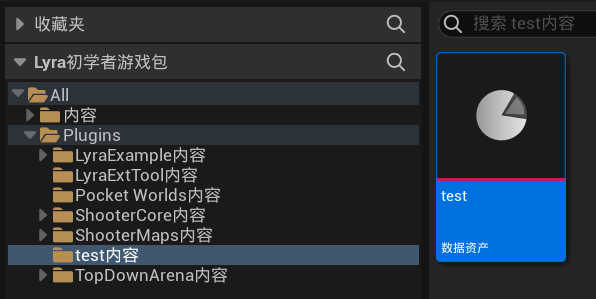 收藏夹
Lyra初学者游戏包
All
内容
Plugins
LyraExample内容
LyraExtTool内容
Pocket Worlds内容
ShooterCore内容
ShooterMaps内容
test内容
TopDownArena内容
搜索 test内容
test
数据资产